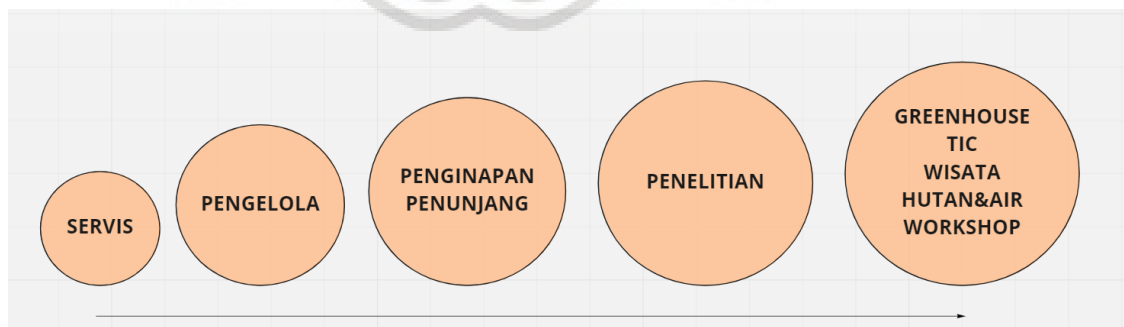 SERVIS
PENGELOLA
PENGINAPAN
PENUNJANG
PENELITIAN
GREENHOUSE
TIC
WISATA
HUTAN&AIR
WORKSHOP